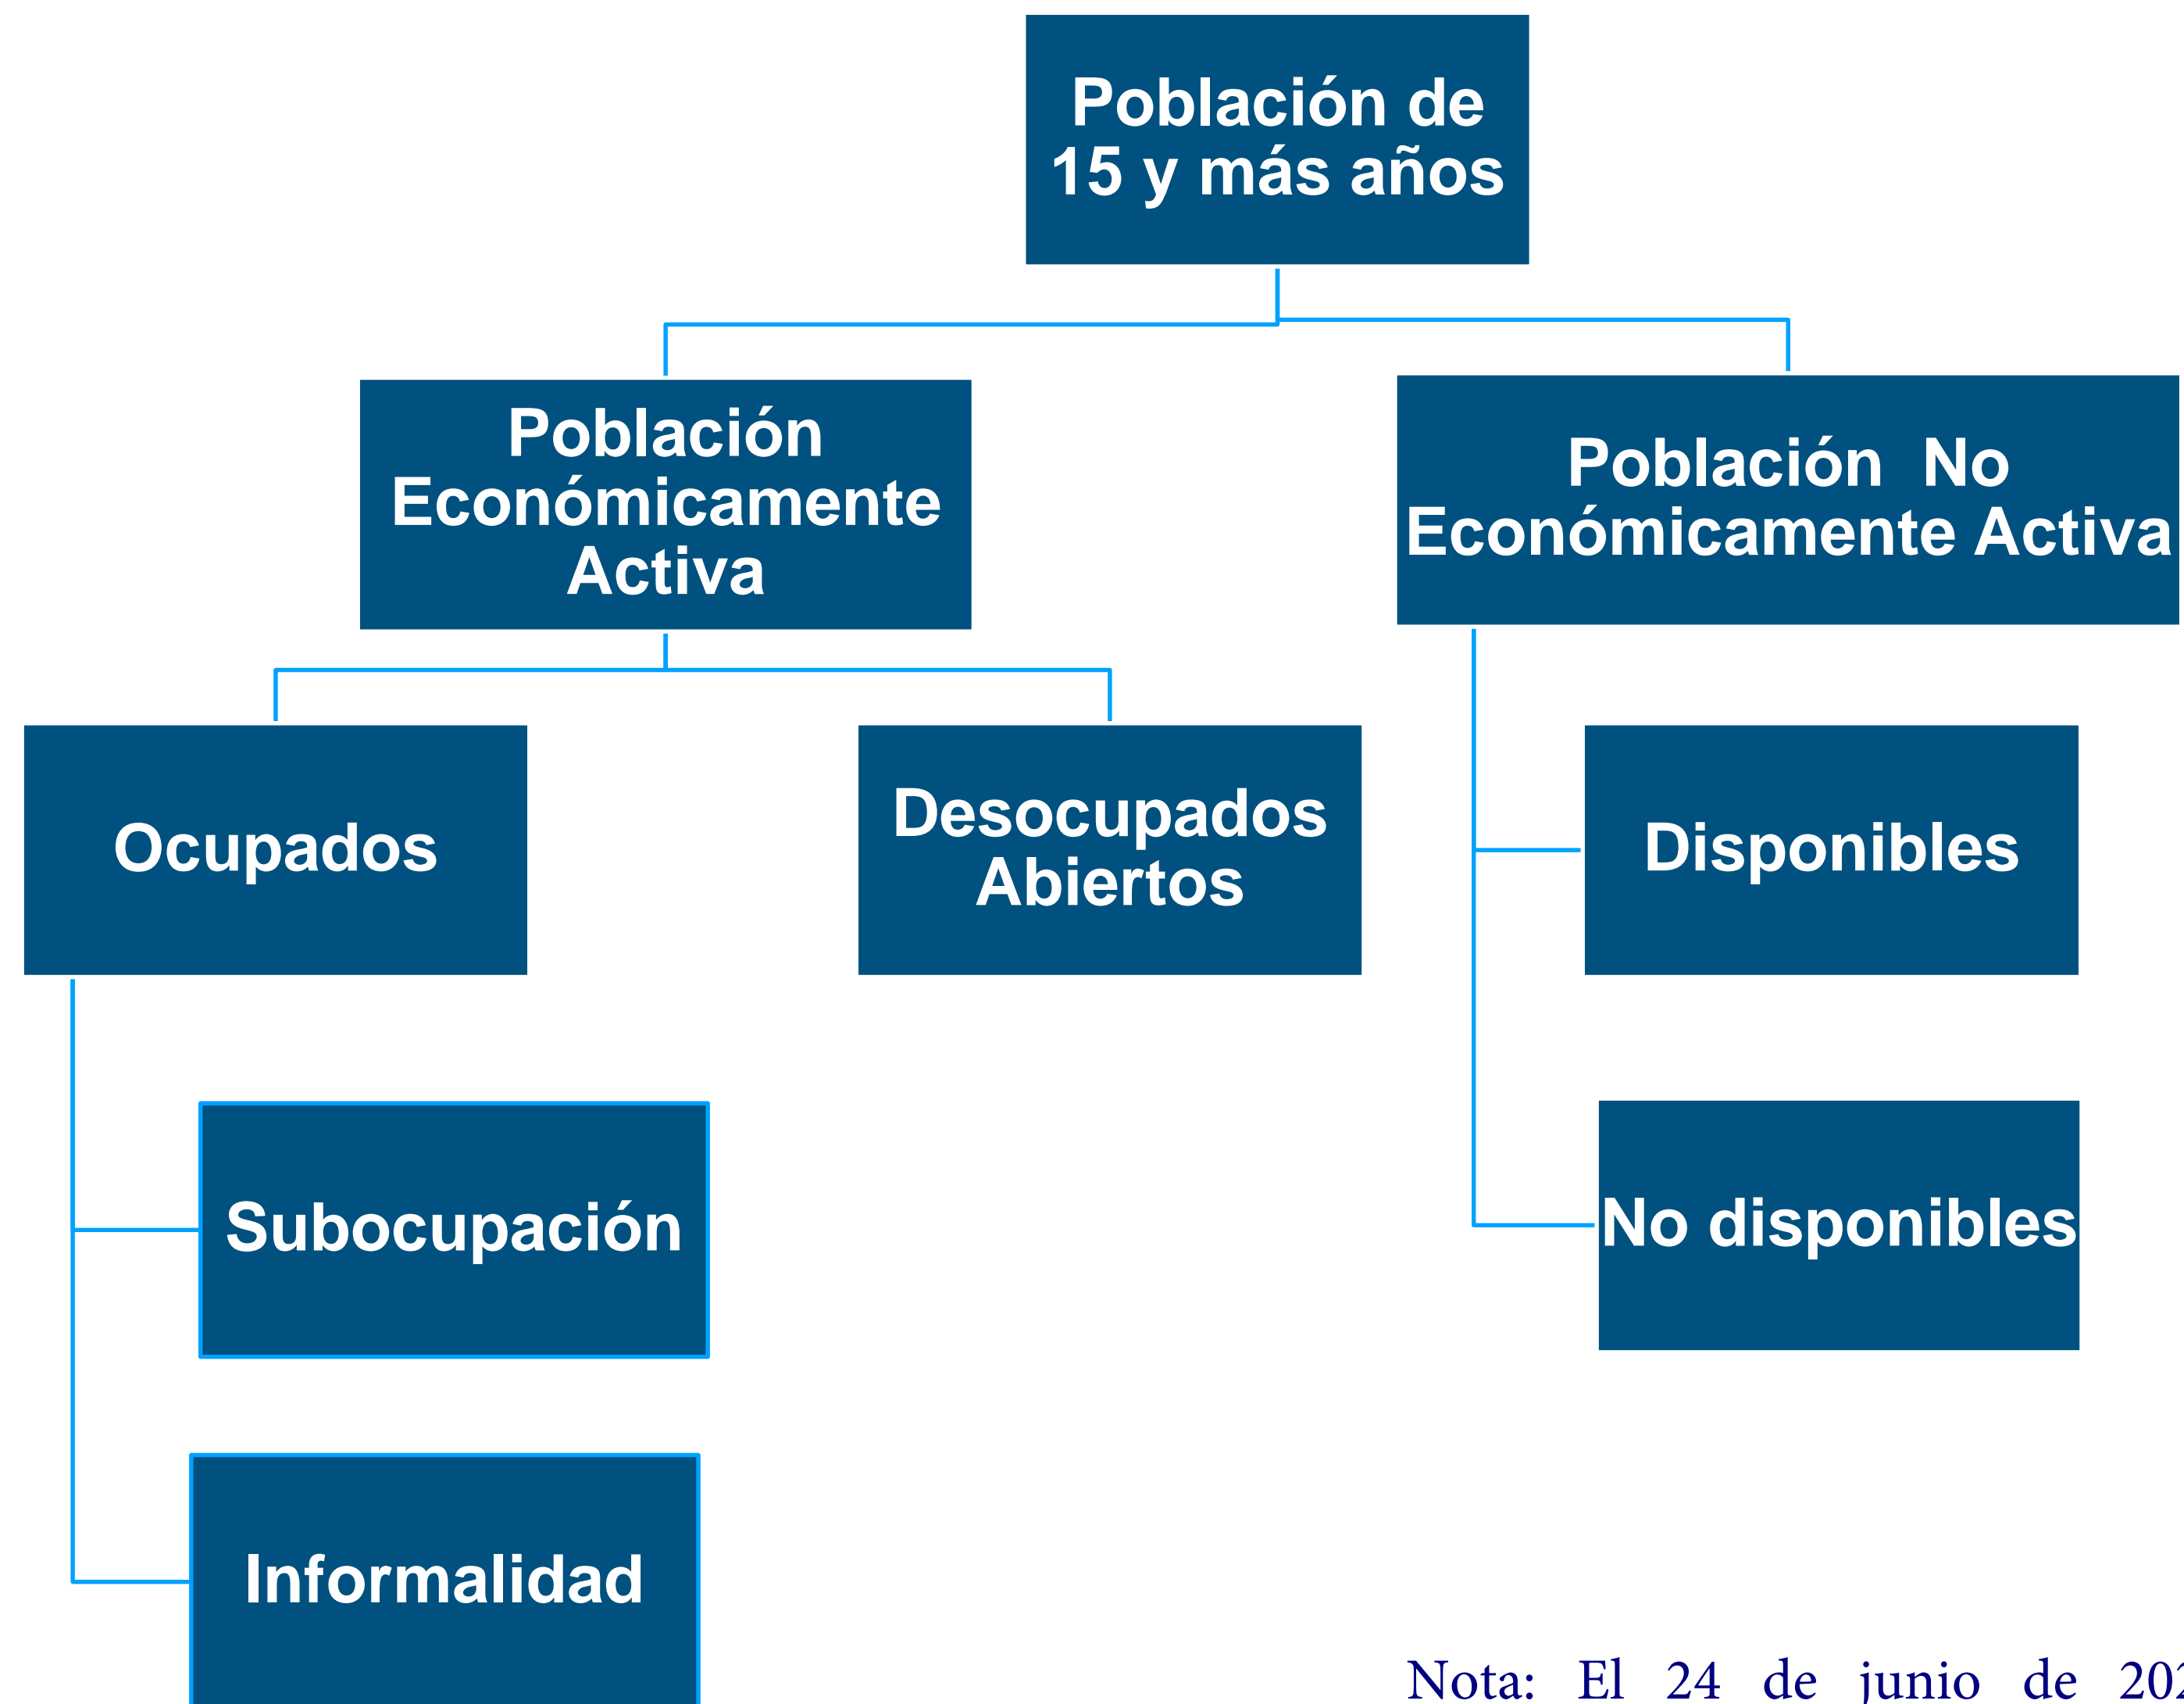 Población de
15 y más años
Población
Económicamente
Activa
Población No
Económicamente Activa
Ocupados
Desocupados
Abiertos
Disponibles
Subocupación
No disponibles
Informalidad
Nota: El 24 de junio de